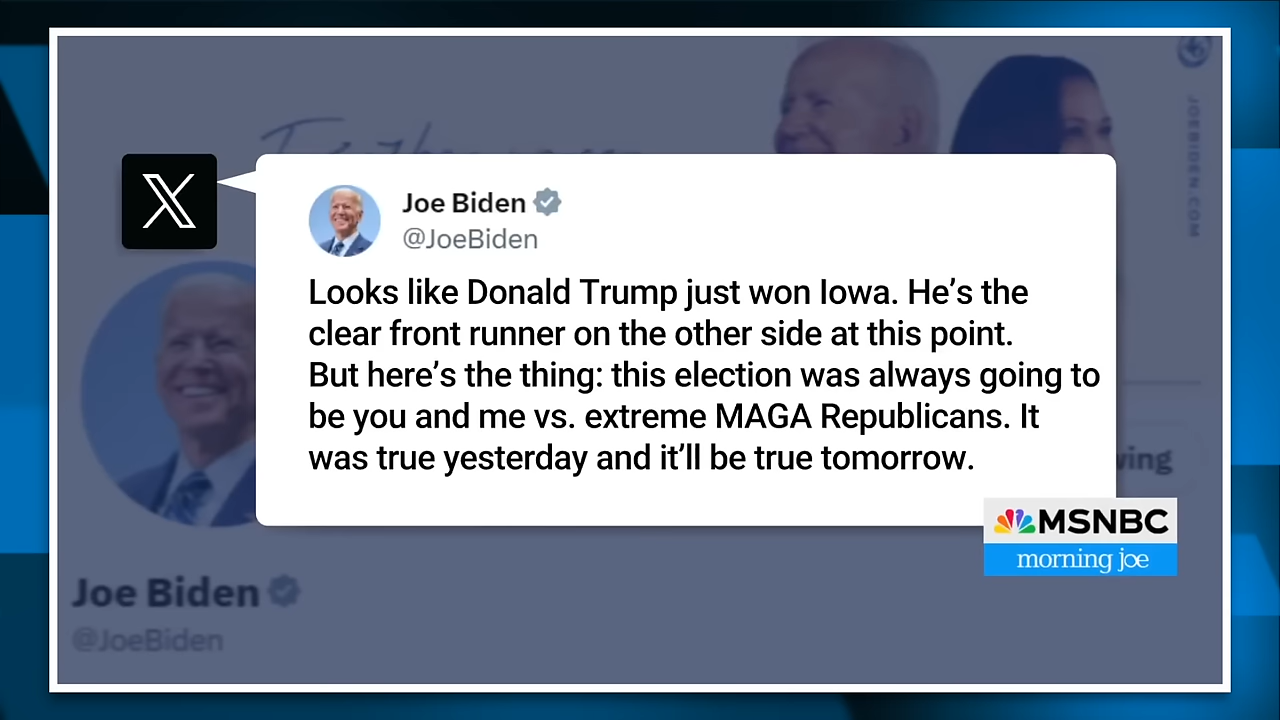 JOEBIDEN.COM
Joe Biden
@JoeBiden
Looks like Donald Trump just won Iowa. He’s the
clear front runner on the other side at this point.
But here’s the thing: this election was always going to
be you and me vs. extreme MAGA Republicans. It
was true yesterday and it’ll be true tomorrow.
MSNBC
morning joe
Joe Biden
@JoeBiden